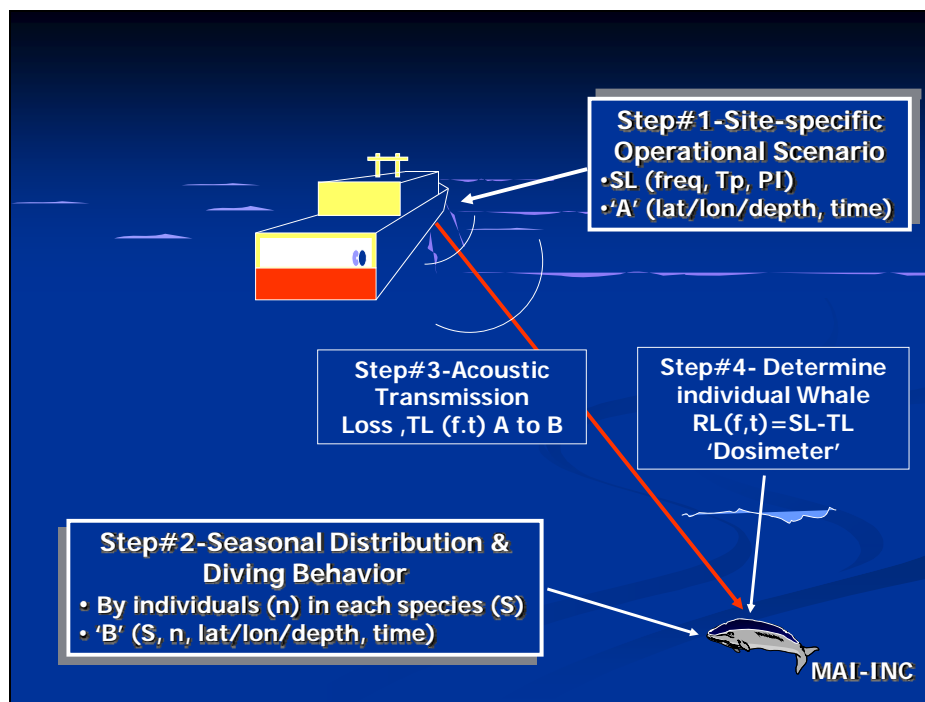 Step#1-Site-specific
Operational Scenario
•SL (freq, Tp, PI)
•‘A’ (lat/lon/depth, time)
Step#3-Acoustic
Transmission
Loss ,TL (f.t) A to B
Step#4- Determine
individual Whale
RL(f,t)=SL-TL
‘Dosimeter’
Step#2-Seasonal Distribution &
Diving Behavior
• By individuals (n) in each species (S)
• ‘B’ (S, n, lat/lon/depth, time)
MAI-INC